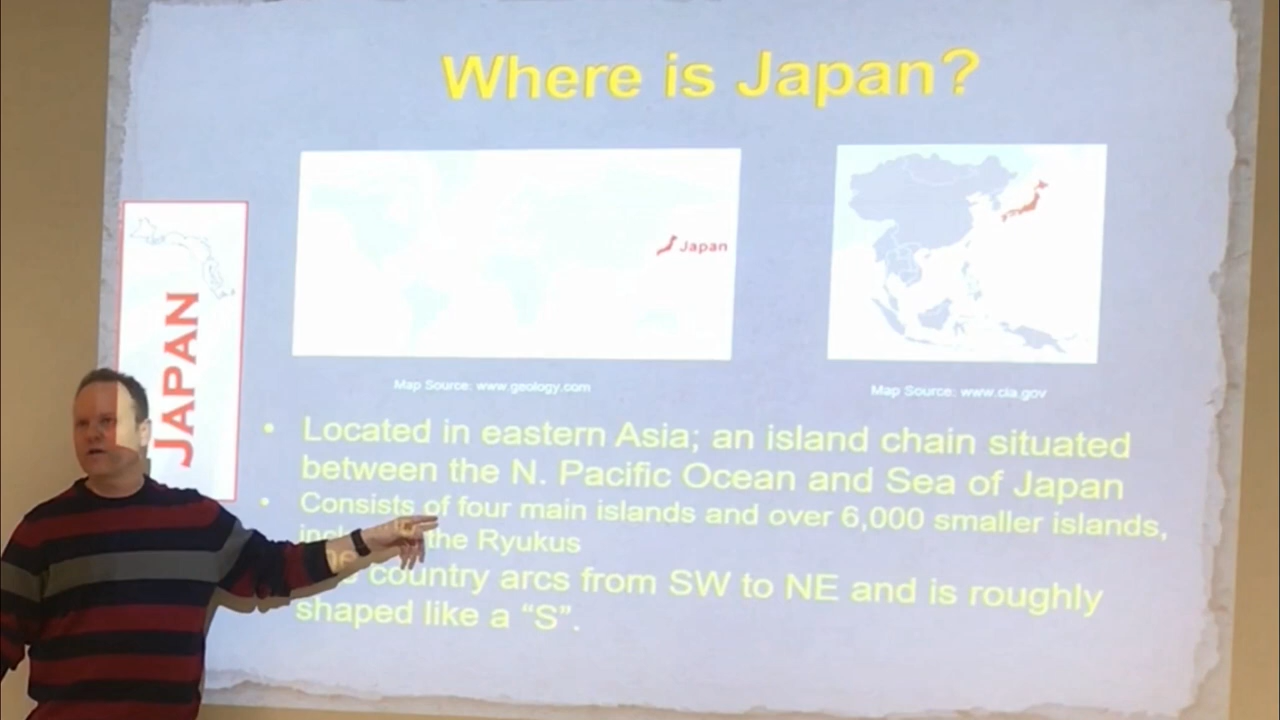 Where is Japan?
Japan
JAPAN
Map Source: www.geology.com
Map Source: www.cia.gov
• Located in eastern Asia; an island chain situated
between the N. Pacific Ocean and Sea of Japan
• Consists of four main islands and over 6,000 smaller islands,
the Ryukus
country arcs from SW to NE and is roughly
shaped like a “S”.